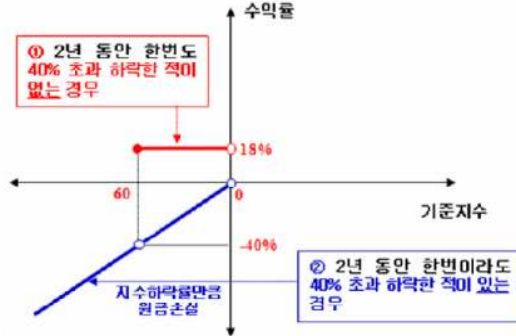 수익률
① 2년 동안 한번도
40% 초과 하락한 적이
없는 경우
18%
60
0
기준지수
-40%
지수하락률만큼
원금손실
② 2년 동안 한번이라도
40% 초과 하락한 적이 있는
경우